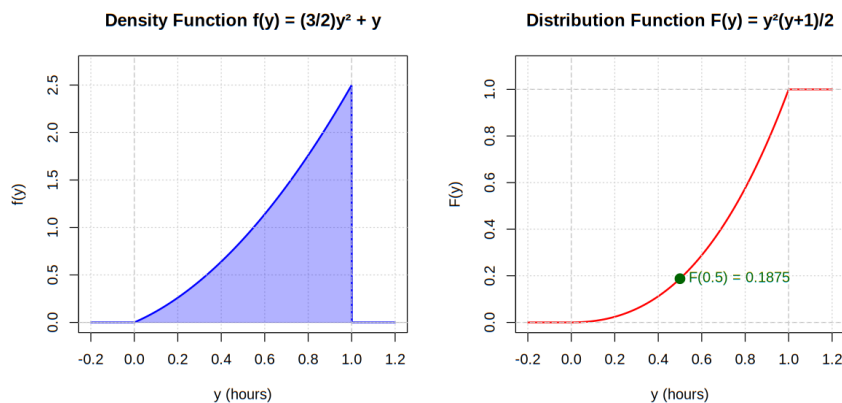 Density Function f(y) = (3/2)y² + y
2.5
2.0
1.5
1.0
0.5
0.0
f(y)
-0.2 0.0 0.2 0.4 0.6 0.8 1.0 1.2
y (hours)
Distribution Function F(y) = y²(y+1)/2
1.0
0.8
0.6
0.4
0.2
0.0
F(y)
F(0.5) = 0.1875
-0.2 0.0 0.2 0.4 0.6 0.8 1.0 1.2
y (hours)